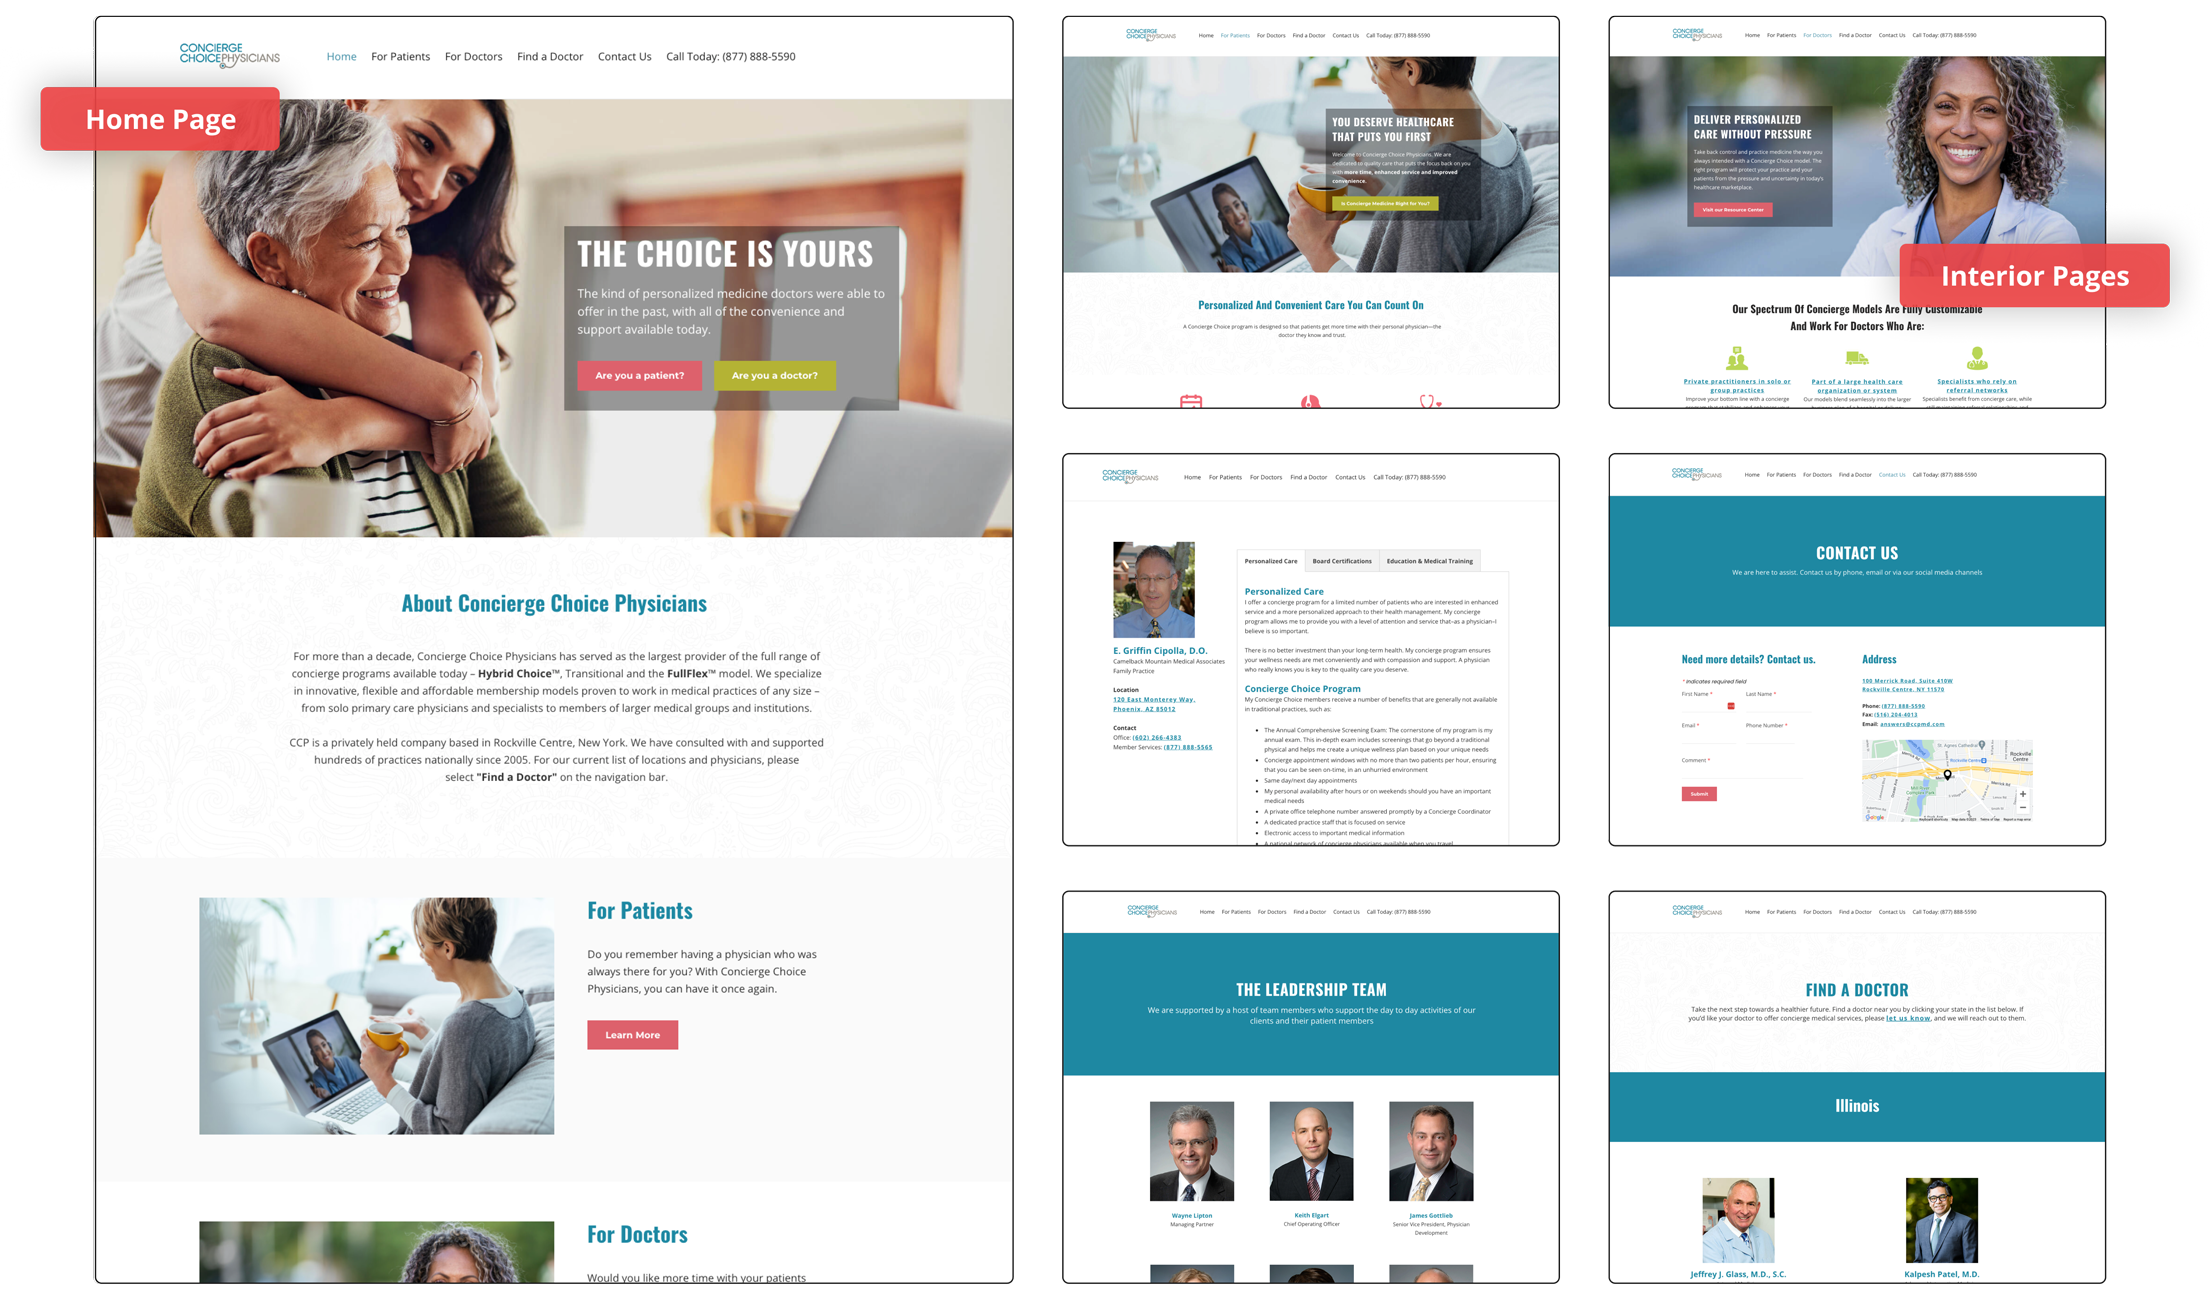 CONCIERGE
CHOICEPHYSICIANS
Home For Patients For Doctors Find a Doctor Contact Us Call Today: (877) 888-5590
Home Page
THE CHOICE IS YOURS
The kind of personalized medicine doctors were able to
offer in the past, with all of the convenience and
support available today.
Are you a patient? Are you a doctor?
About Concierge Choice Physicians
For more than a decade, Concierge Choice Physicians has served as the largest provider of the full range of
concierge programs available today – Hybrid Choice™, Transitional and the FullFlex™ model. We specialize
in innovative, flexible and affordable membership models proven to work in medical practices of any size –
from solo primary care physicians and specialists to members of larger medical groups and institutions.
CCP is a privately held company based in Rockville Centre, New York. We have consulted with and supported
hundreds of practices nationally since 2005. For our current list of locations and physicians, please
select "Find a Doctor" on the navigation bar.
For Patients
Do you remember having a physician who was
always there for you? With Concierge Choice
Physicians, you can have it once again.
Learn More
For Doctors
Would you like more time with your patients
CONCIERGE
CHOICEPHYSICIANS
Home For Patients For Doctors Find a Doctor Contact Us Call Today: (877) 888-5590
YOU DESERVE HEALTHCARE
THAT PUTS YOU FIRST
Welcome to Concierge Choice Physicians. We are
dedicated to quality care that puts the focus back on you
with more time, enhanced service and improved
convenience.
Is Concierge Medicine Right for You?
Personalized And Convenient Care You Can Count On
A Concierge Choice program is designed so that patients get more time with their personal physician—the
doctor they know and trust.
CONCIERGE
CHOICEPHYSICIANS
Home For Patients For Doctors Find a Doctor Contact Us Call Today: (877) 888-5590
DELIVER PERSONALIZED
CARE WITHOUT PRESSURE
Take back control and practice medicine the way you
always intended with a Concierge Choice model. The
right program will protect your practice and your
patients from the pressure and uncertainty in today's
healthcare marketplace.
Visit our Resource Center
Interior Pages
Our Spectrum Of Concierge Models Are Fully Customizable
And Work For Doctors Who Are:
Private practitioners in solo or
group practices
Improve your bottom line with a concierge
Part of a large health care
organization or system
Our models blend seamlessly into the larger
Specialists who rely on
referral networks
Specialists benefit from concierge care, while
CONCIERGE
CHOICEPHYSICIANS
Home For Patients For Doctors Find a Doctor Contact Us Call Today: (877) 888-5590
E. Griffin Cipolla, D.O.
Camelback Mountain Medical Associates
Family Practice
Location
120 East Monterey Way,
Phoenix, AZ 85012
Contact
Office: (602) 266-4383
Member Services: (877) 888-5565
Personalized Care Board Certifications Education & Medical Training
Personalized Care
I offer a concierge program for a limited number of patients who are interested in enhanced
service and a more personalized approach to their health management. My concierge
program allows me to provide you with a level of attention and service that–as a physician–I
believe is so important.
There is no better investment than your long-term health. My concierge program ensures
your wellness needs are met conveniently and with compassion and support. A physician
who really knows you is key to the quality care you deserve.
Concierge Choice Program
My Concierge Choice members receive a number of benefits that are generally not available
in traditional practices, such as:
• The Annual Comprehensive Screening Exam: The cornerstone of my program is my
annual exam. This in-depth exam includes screenings that go beyond a traditional
physical and helps me create a unique wellness plan based on your unique needs
• Concierge appointment windows with no more than two patients per hour, ensuring
that you can be seen on-time, in an unhurried environment
• Same day/next day appointments
• My personal availability after hours or on weekends should you have an important
medical needs
• A private office telephone number answered promptly by a Concierge Coordinator
• A dedicated practice staff that is focused on service
• Electronic access to important medical information
• A national network of concierge physicians available when you travel
CONCIERGE
CHOICEPHYSICIANS
Home For Patients For Doctors Find a Doctor Contact Us Call Today: (877) 888-5590
CONTACT US
We are here to assist. Contact us by phone, email or via our social media channels
Need more details? Contact us.
* Indicates required field
First Name * Last Name *
Email * Phone Number *
Comment *
Submit
Address
100 Merrick Road, Suite 410W
Rockville Centre, NY 11570
Phone: (877) 888-5590
Fax: (516) 204-4013
Email: answers@ccpmd.com
St. Agnes Cathedral
Rockville
Centre
Rockville Centre
Google
CONCIERGE
CHOICEPHYSICIANS
Home For Patients For Doctors Find a Doctor Contact Us Call Today: (877) 888-5590
THE LEADERSHIP TEAM
We are supported by a host of team members who support the day to day activities of our
clients and their patient members
Wayne Lipton
Managing Partner
Keith Elgart
Chief Operating Officer
James Gottlieb
Senior Vice President, Physician
Development
CONCIERGE
CHOICEPHYSICIANS
Home For Patients For Doctors Find a Doctor Contact Us Call Today: (877) 888-5590
FIND A DOCTOR
Take the next step towards a healthier future. Find a doctor near you by clicking your state in the list below. If
you'd like your doctor to offer concierge medical services, please let us know, and we will reach out to them.
Illinois
Jeffrey J. Glass, M.D., S.C.
Kalpesh Patel, M.D.